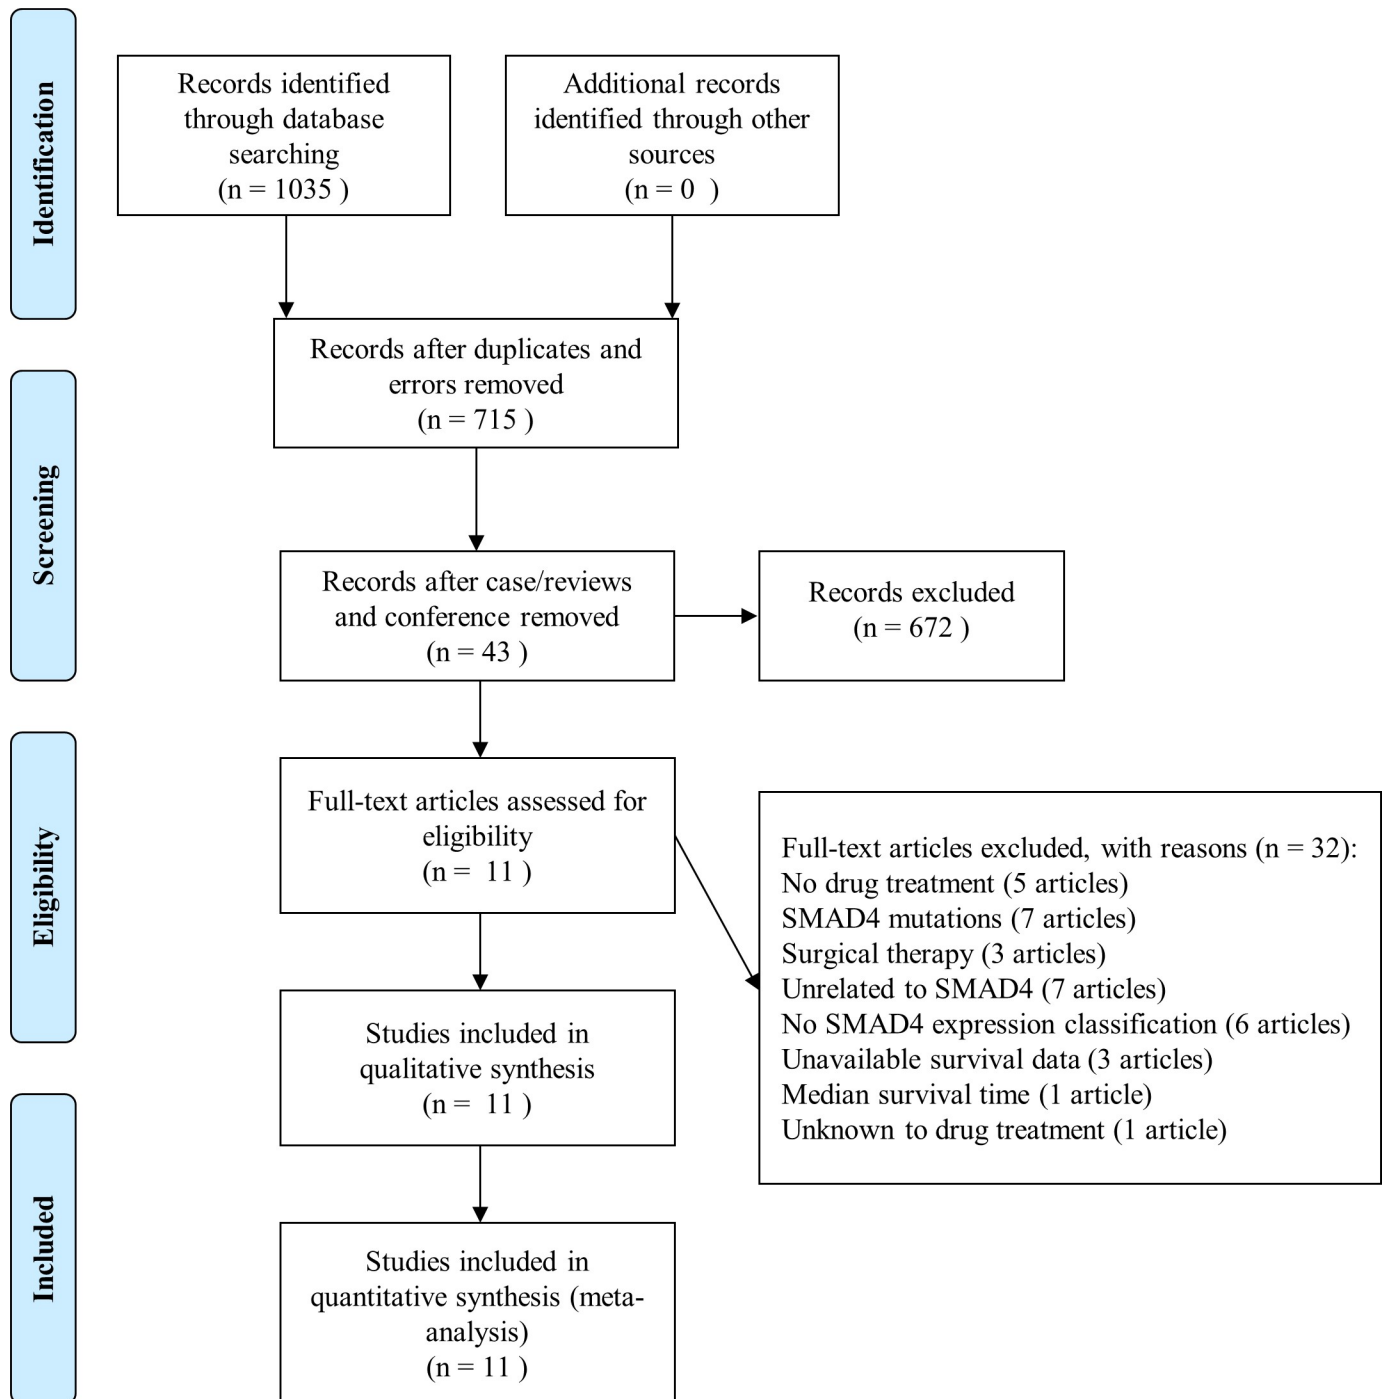 Identification
Records identified
through database
searching
(n = 1035 )
Additional records
identified through other
sources
(n = 0 )
Records after duplicates and
errors removed
(n = 715 )
Screening
Records after case/reviews
and conference removed
(n = 43 )
Records excluded
(n = 672 )
Eligibility
Full-text articles assessed for
eligibility
(n = 11 )
Full-text articles excluded, with reasons (n = 32):
No drug treatment (5 articles)
SMAD4 mutations (7 articles)
Surgical therapy (3 articles)
Unrelated to SMAD4 (7 articles)
No SMAD4 expression classification (6 articles)
Unavailable survival data (3 articles)
Median survival time (1 article)
Unknown to drug treatment (1 article)
Studies included in
qualitative synthesis
(n = 11 )
Included
Studies included in
quantitative synthesis (meta-
analysis)
(n = 11 )